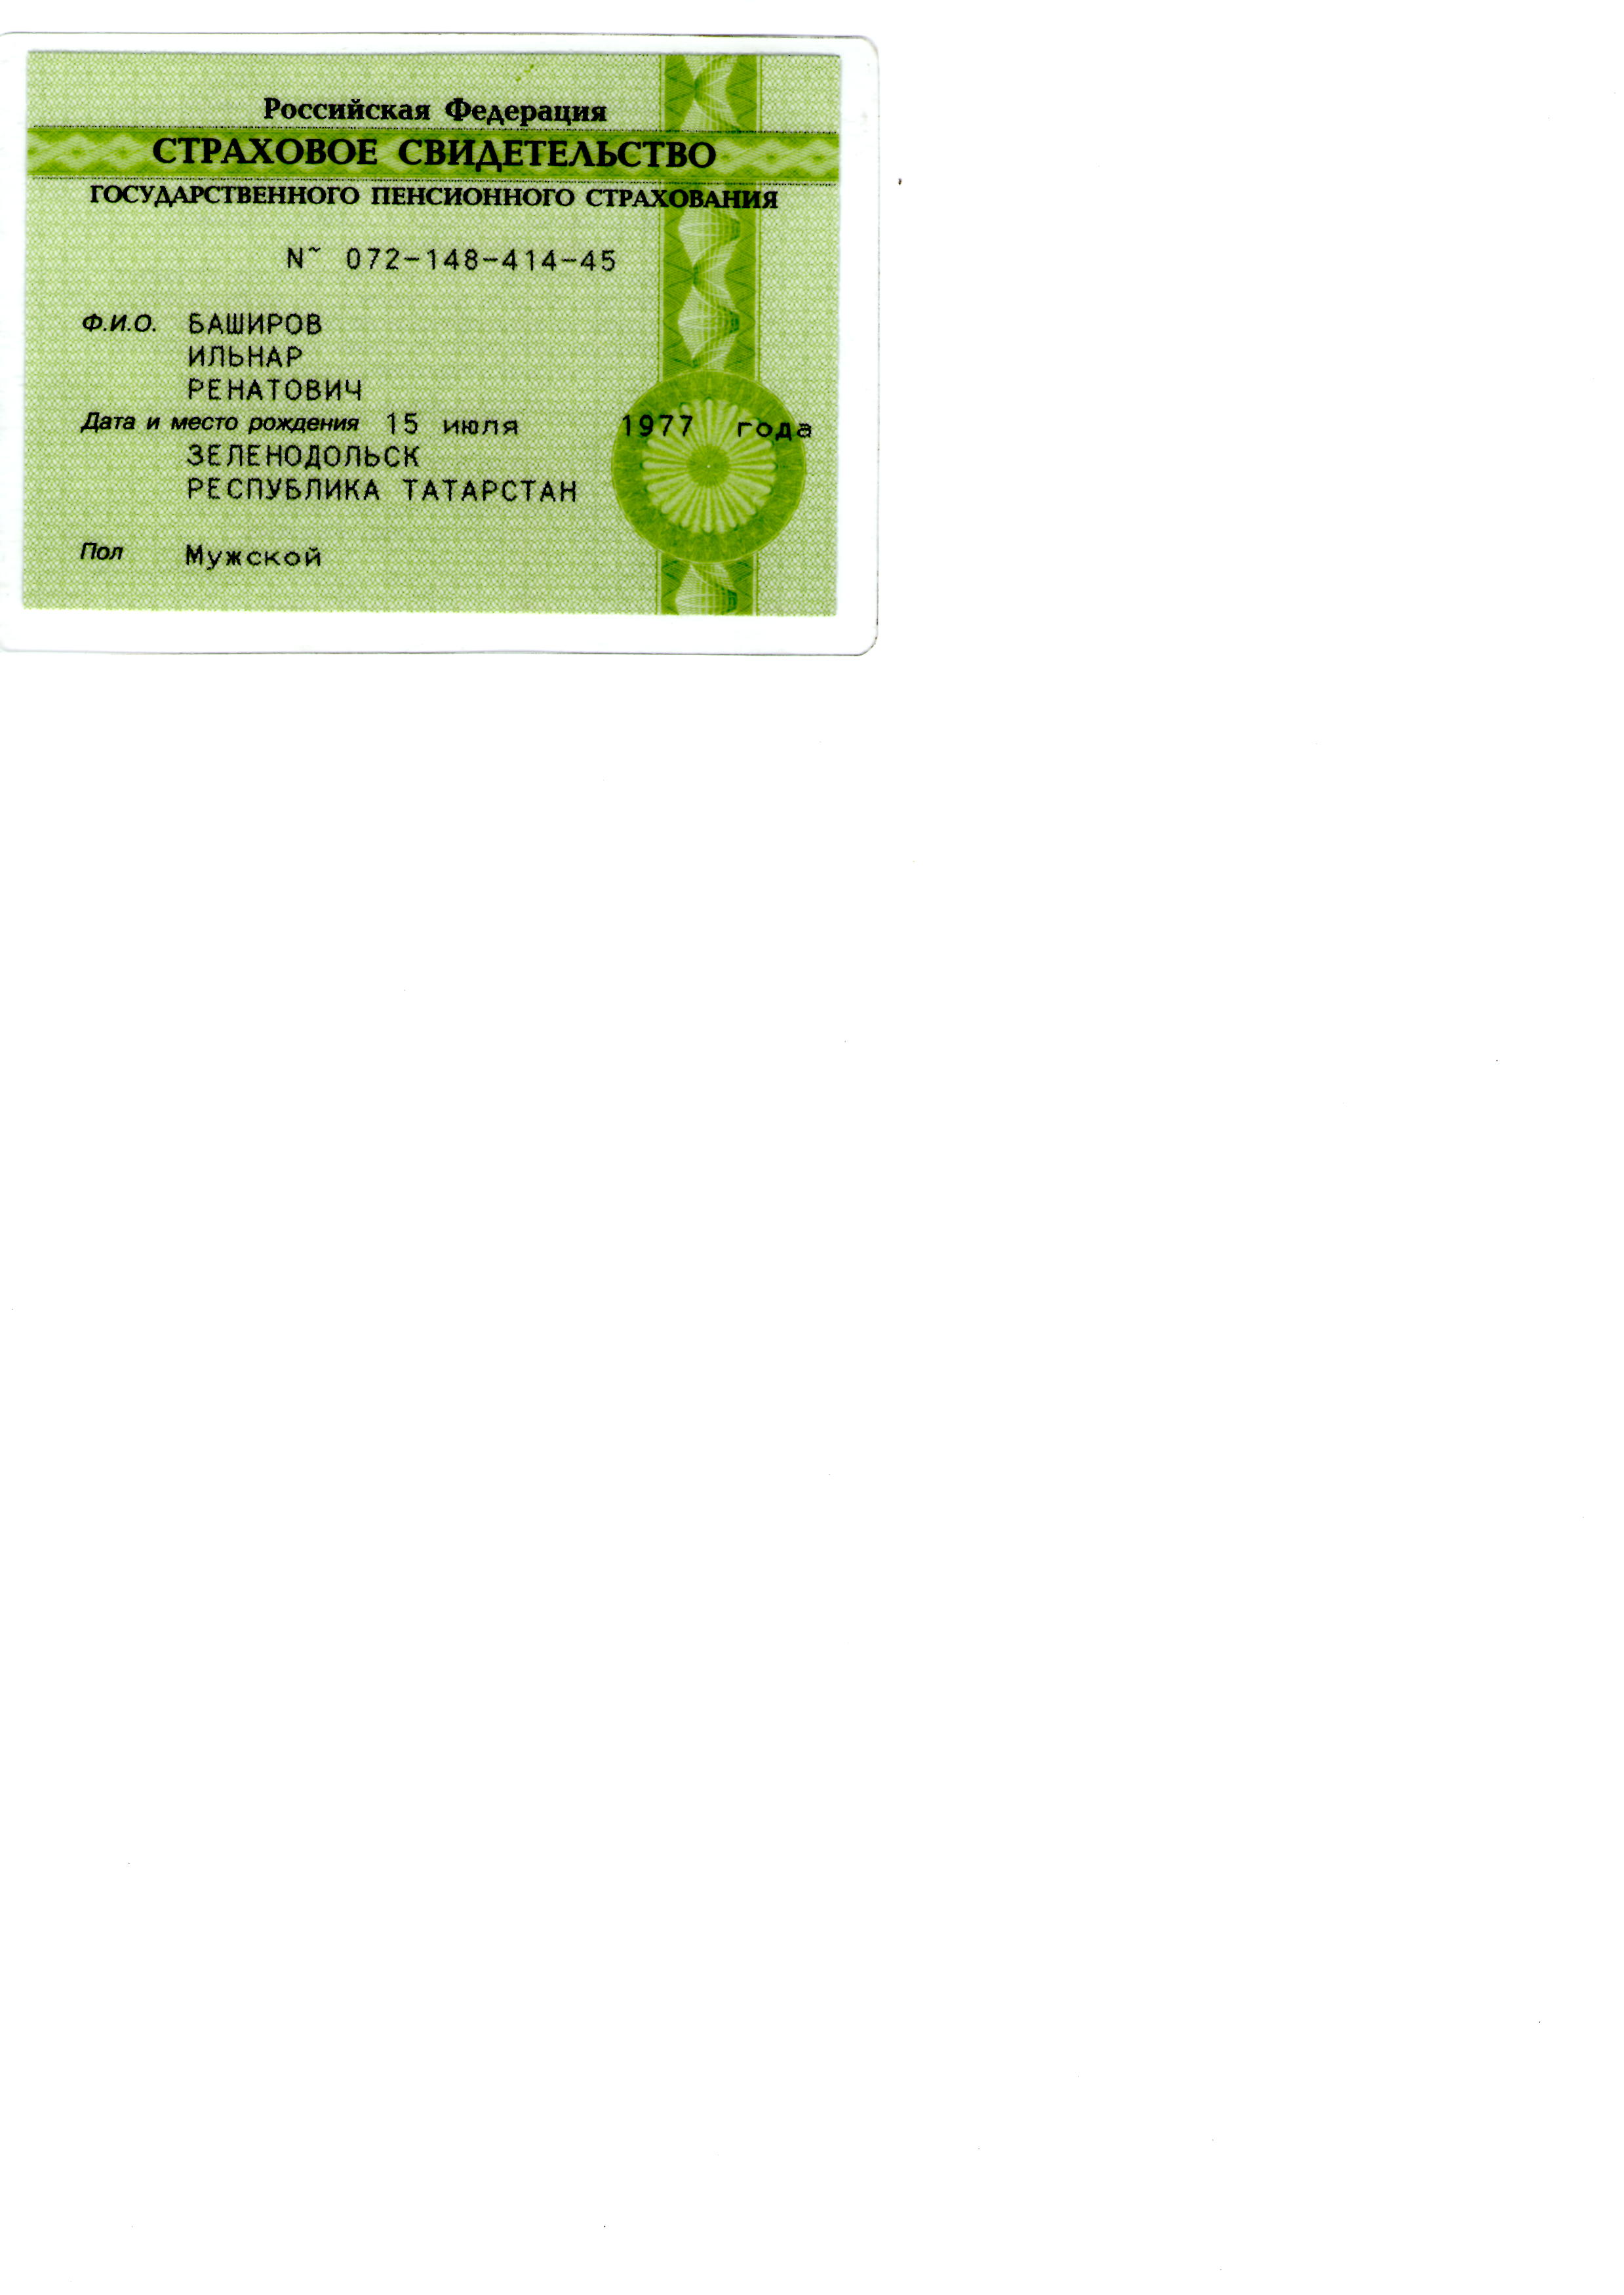 Российская Федерация
СТРАХОВОЕ СВИДЕТЕЛЬСТВО
ГОСУДАРСТВЕННОГО ПЕНСИОННОГО СТРАХОВАНИЯ
N~ 072-148-414-45
Ф.И.О. БАШИРОВ
ИЛЬНАР
РЕНАТОВИЧ
Дата и место рождения 15 июля 1977 года
ЗЕЛЕНОДОЛЬСК
РЕСПУБЛИКА ТАТАРСТАН
Пол Мужской